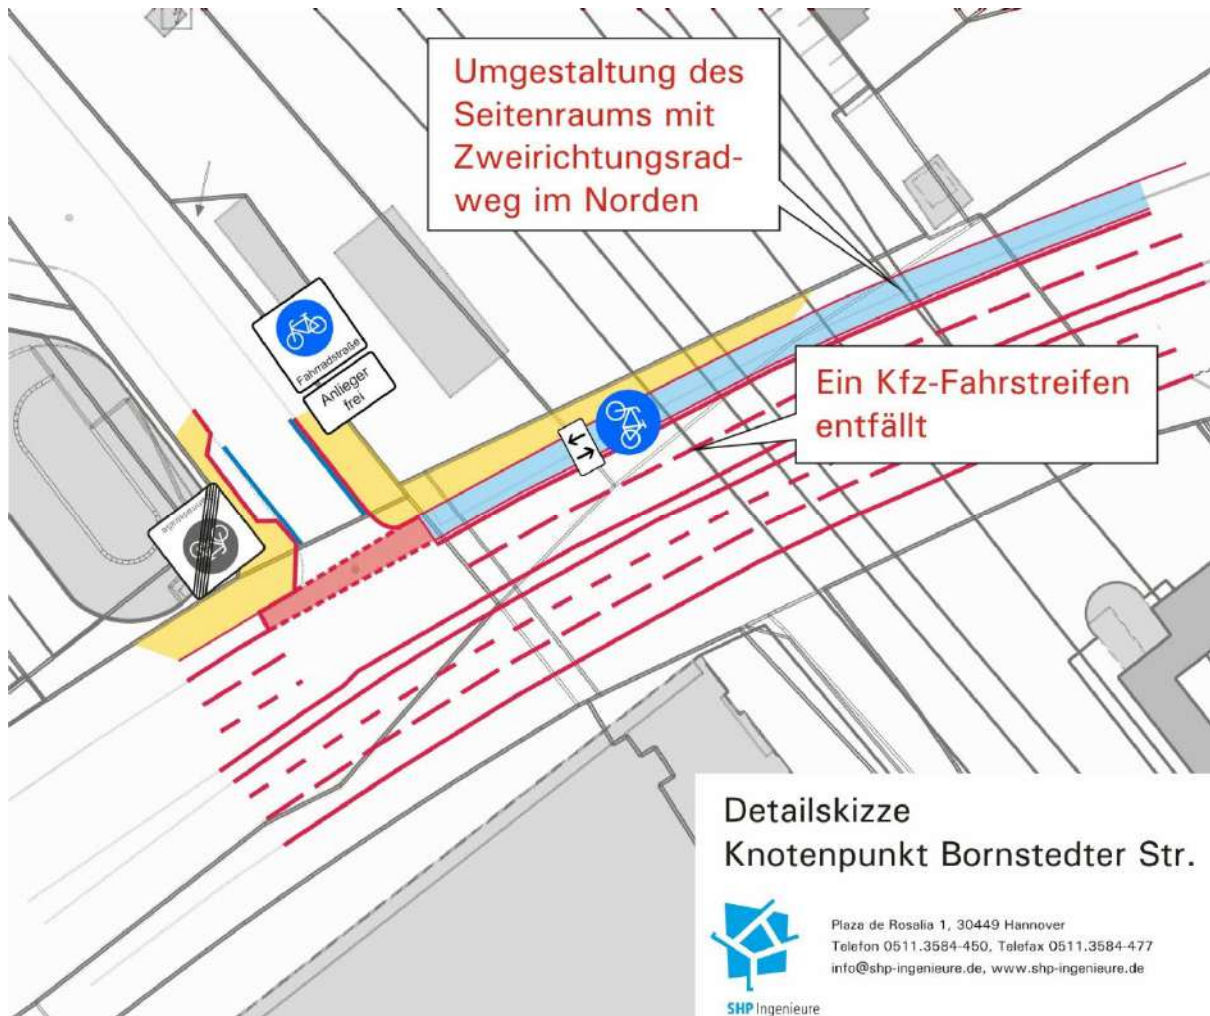 Umgestaltung des
Seitenraums mit
Zweirichtungsrad-
weg im Norden
Fahrradstraße
Anlieger
frei
Ein Kfz-Fahrstreifen
entfällt
Fahrradstraße
Detailskizze
Knotenpunkt Bornstedter Str.
Plaza de Rosalia 1, 30449 Hannover
Telefon 0511.3584-450, Telefax 0511.3584-477
info@shp-ingenieure.de, www.shp-ingenieure.de
SHP Ingenieure